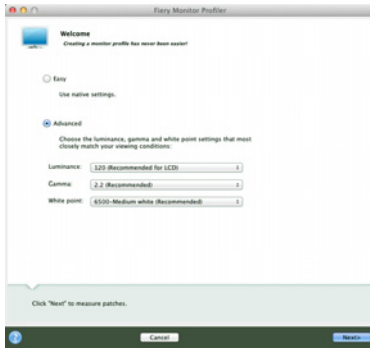 Fiery Monitor Profiler
Welcome
Creating a monitor profile has never been easier!
Easy
Use native settings.
Advanced
Choose the luminance, gamma and white point settings that most
closely match your viewing conditions:
Luminance: 120 (Recommended for LCD)
Gamma: 2.2 (Recommended)
White point: 6500-Medium white (Recommended)
Click "Next" to measure patches.
? Cancel Next>